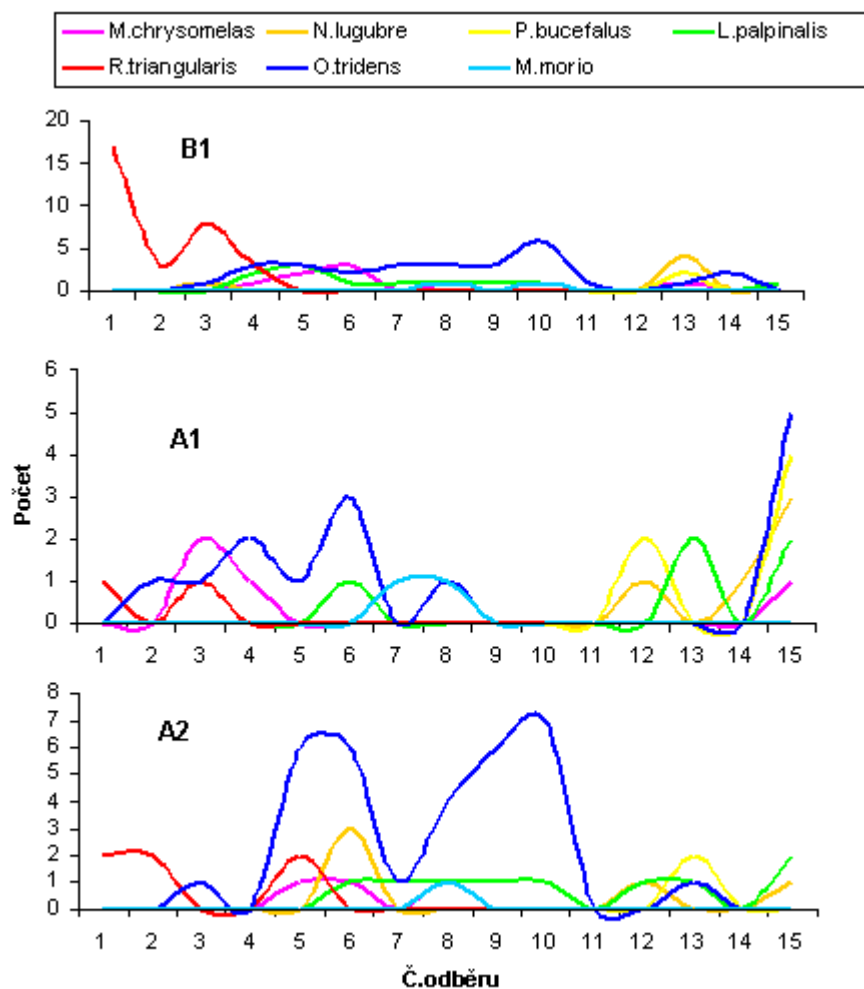 M.chrysomelas N.lugubre P.bucefalus L.palpinalis
R.triangularis O.tridens M.morio
B1
20
15
10
5
0
1 2 3 4 5 6 7 8 9 10 11 12 13 14 15
A1
Počet
6
5
4
3
2
1
0
1 2 3 4 5 6 7 8 9 10 11 12 13 14 15
A2
8
7
6
5
4
3
2
1
0
1 2 3 4 5 6 7 8 9 10 11 12 13 14 15
Č.odběru